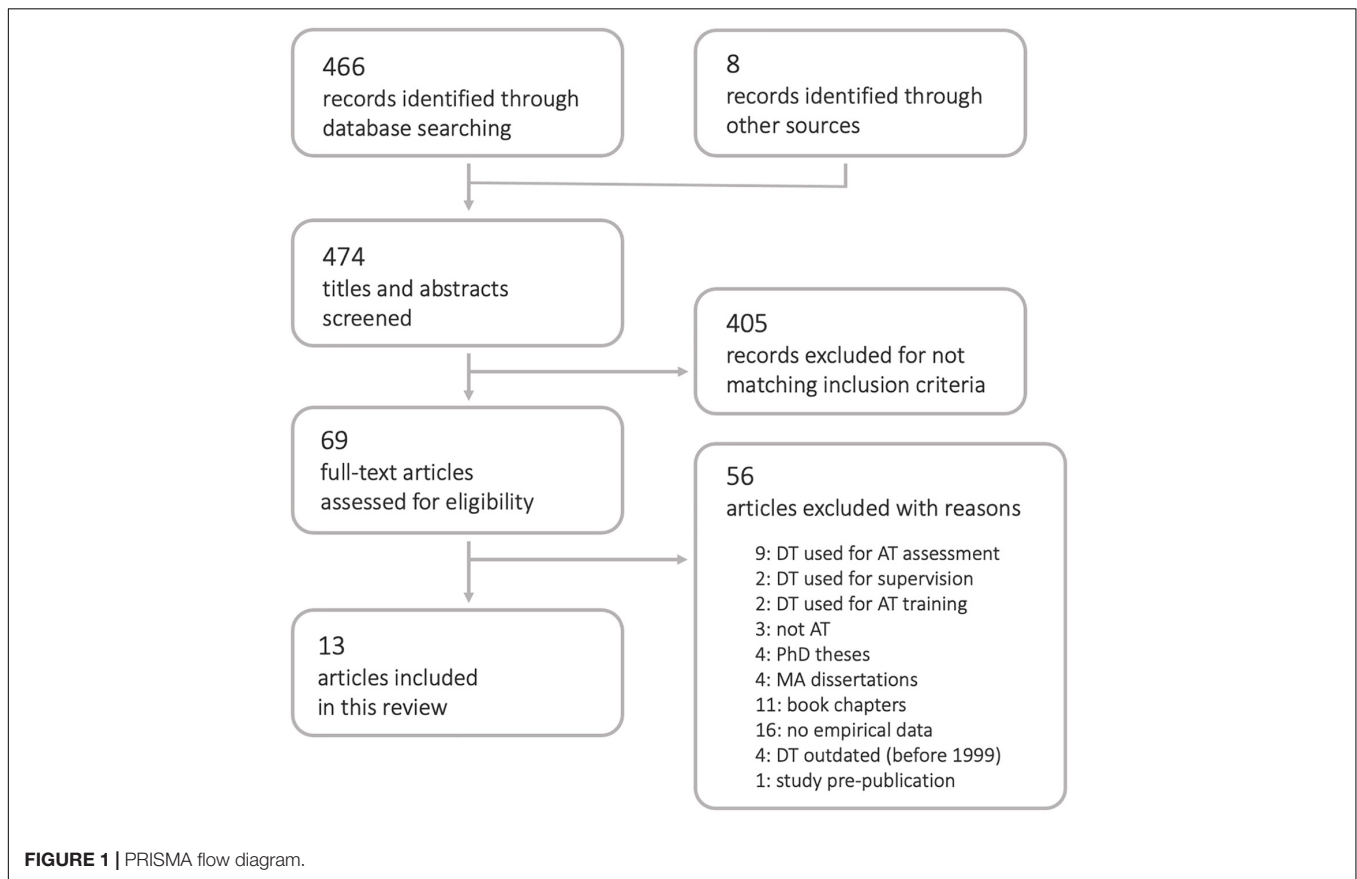 466
records identified through
database searching
8
records identified through
other sources
474
titles and abstracts
screened
405
records excluded for not
matching inclusion criteria
69
full-text articles
assessed for eligibility
56
articles excluded with reasons
9: DT used for AT assessment
2: DT used for supervision
2: DT used for AT training
3: not AT
4: PhD theses
4: MA dissertations
11: book chapters
16: no empirical data
4: DT outdated (before 1999)
1: study pre-publication
13
articles included
in this review
FIGURE 1 | PRISMA flow diagram.